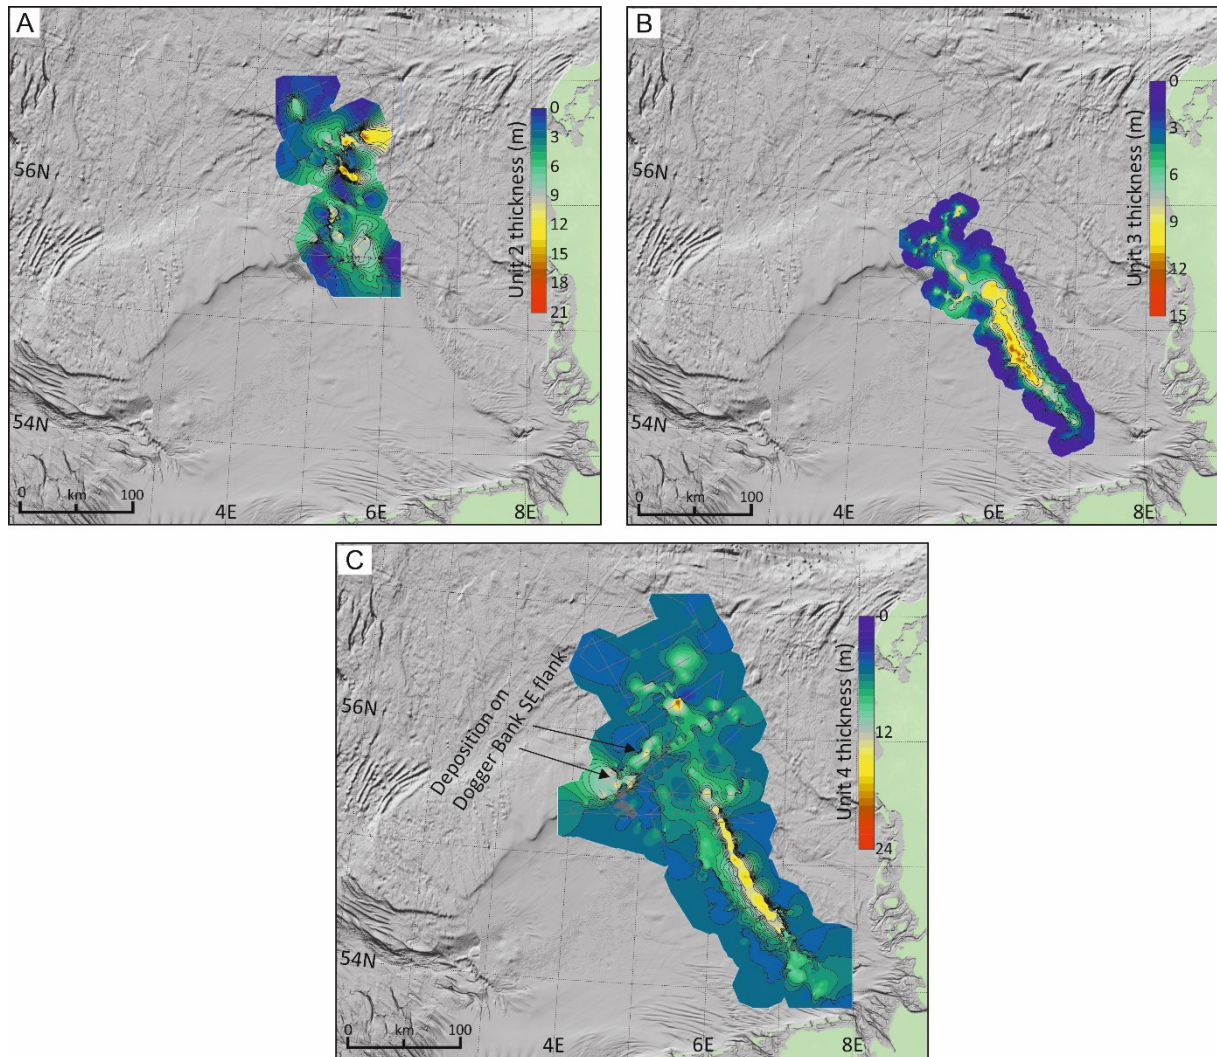 A
56N
54N
0 km 100
4E
6E
8E
Unit 2 thickness (m)
0
3
6
9
12
15
18
21
B
56N
54N
0 km 100
4E
6E
8E
Unit 3 thickness (m)
0
3
6
9
12
15
C
56N
54N
0 km 100
4E
6E
8E
Deposition on
Dogger Bank SE flank
Unit 4 thickness (m)
0
12
24